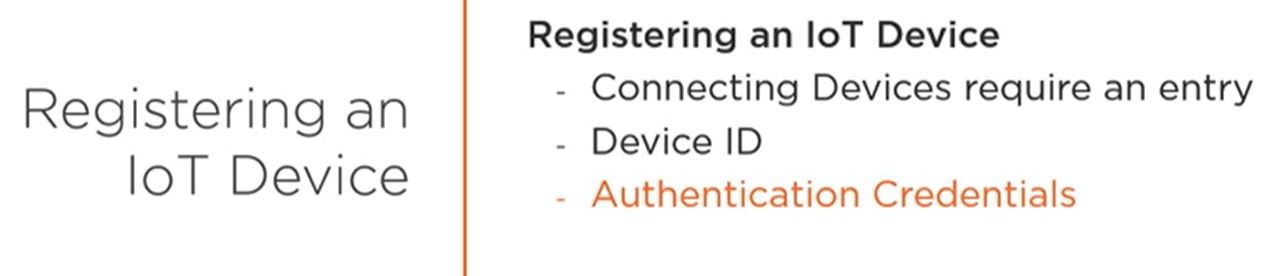 Registering an
IoT Device
Registering an IoT Device
- Connecting Devices require an entry
- Device ID
- Authentication Credentials